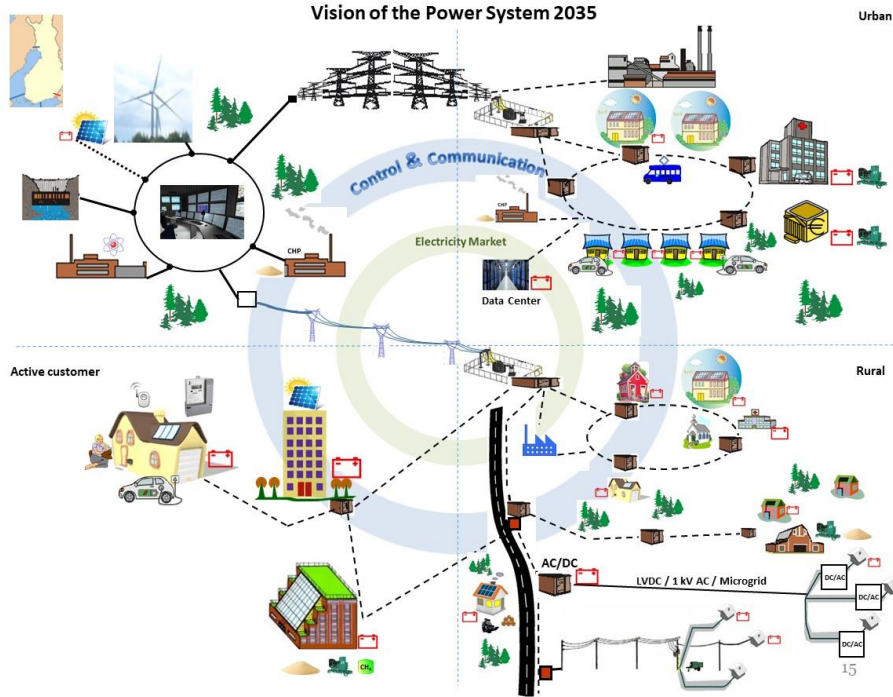 Vision of the Power System 2035
Urban
Control & Communication
CHP
CHP
Electricity Market
Data Center
Active customer
Rural
AC/DC
LVDC / 1 kV AC / Microgrid
DC/AC
DC/AC
DC/AC
CH₄
15